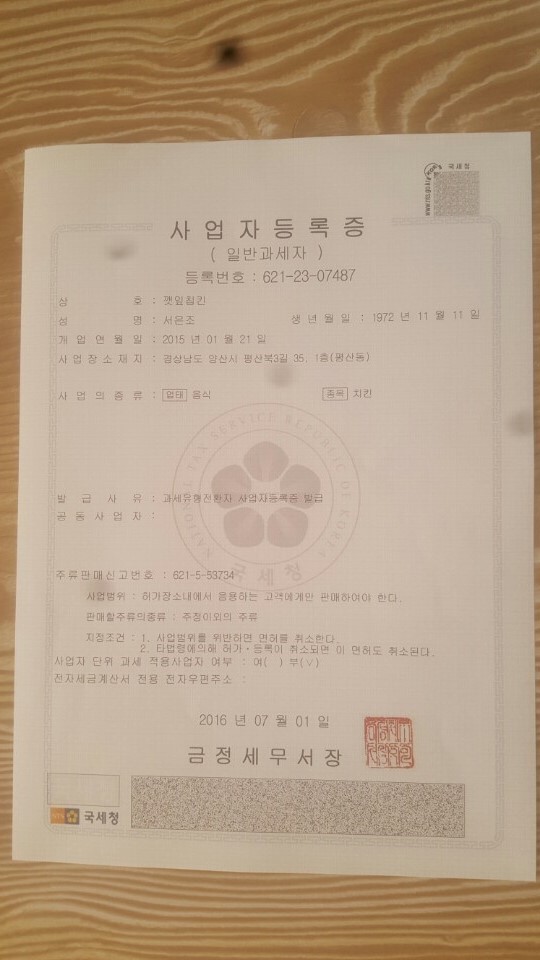 국세청
사업자등록증
( 일반과세자 )
등록번호 : 621-23-07487
상 호 : 깻잎침킨
성 명 : 서은조 생 년 월 일 : 1972 년 11 월 11 일
개 업 연 월 일 : 2015 년 01 월 21 일
사 업 장 소 재 지 : 경상남도 양산시 평산북3길 35, 1층(평산동)
사 업 의 종 류 : 업태 음식 종목 치킨
NATIONAL TAX SERVICE REPUBLIC OF KOREA
발 급 사 유 : 과세유형전환자 사업자등록증 발급
공 동 사 업 자 :
국세청
주류판매신고번호 : 621-5-53734
사업범위 : 허가장소내에서 음용하는 고객에게만 판매하여야 한다.
판매할주류의종류 : 주정이외의 주류
지정조건 : 1. 사업범위를 위반하면 면허를 취소한다.
2. 타법령에의해 허가·등록이 취소되면 이 면허도 취소된다.
사업자 단위 과세 적용사업자 여부 : 여( ) 부(∨)
전자세금계산서 전용 전자우편주소 :
2016 년 07 월 01 일
금정세무서장
국세청